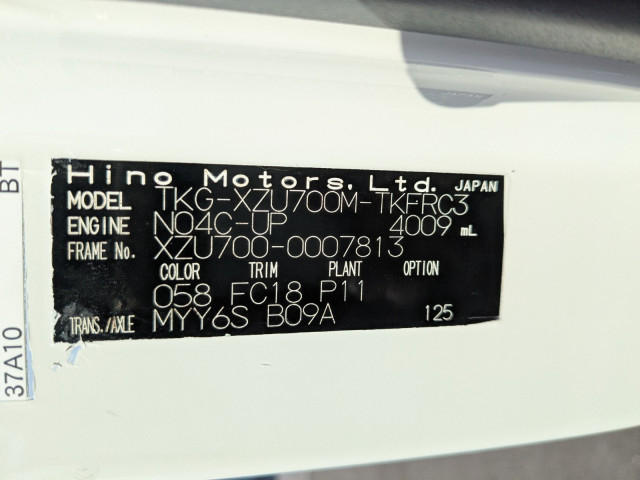 Hino Motors, Ltd. JAPAN
MODEL TKG-XZU700M-TKFRC3
ENGINE N04C-UP 4009 mL
FRAME No. XZU700-0007813
COLOR TRIM PLANT OPTION
058 FC18 P11
TRANS./AXLE MYY6S B09A 125
37A10 BT